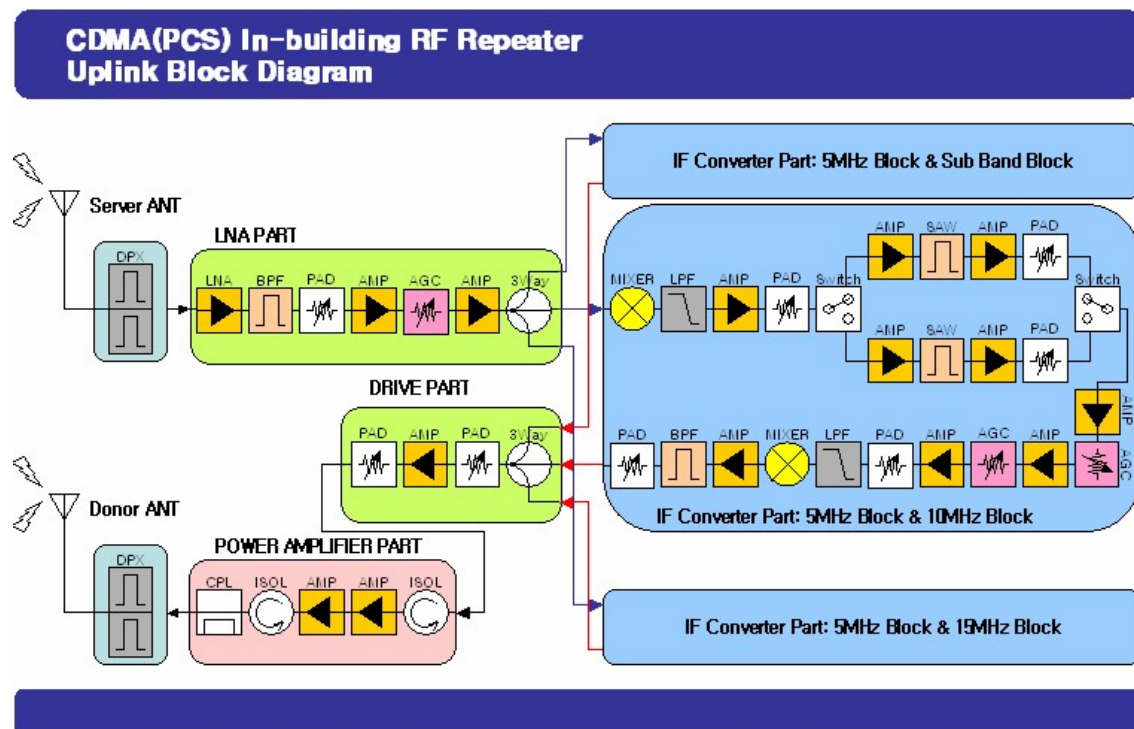 CDMA(PCS) In-building RF Repeater
Uplink Block Diagram
IF Converter Part: 5MHz Block & Sub Band Block
Server ANT
LNA PART
DPX
LNA BPF PAD AMP AGC AMP 3Way
AMP SAW AMP PAD
MIXER LPF AMP PAD Switch Switch
AMP SAW AMP PAD
DRIVE PART
PAD AMP PAD 3Way
AMP
PAD BPF AMP MIXER LPF PAD AMP AGC AMP
AGC
IF Converter Part: 5MHz Block & 10MHz Block
Donor ANT
POWER AMPLIFIER PART
DPX
CPL ISOL AMP AMP ISOL
IF Converter Part: 5MHz Block & 15MHz Block